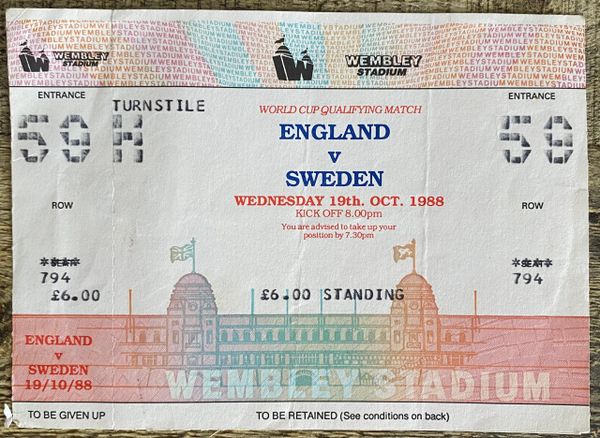 WEMBLEY
STADIUM
WEMBLEY
STADIUM
ENTRANCE
59
TURNSTILE
H
WORLD CUP QUALIFYING MATCH
ENGLAND
v
SWEDEN
WEDNESDAY 19th. OCT. 1988
KICK OFF 8.00pm
You are advised to take up your
position by 7.30pm
ENTRANCE
59
ROW
ROW
794
£6.00
£6.00 STANDING
794
ENGLAND
v
SWEDEN
19/10/88
WEMBLEY STADIUM
TO BE GIVEN UP
TO BE RETAINED (See conditions on back)